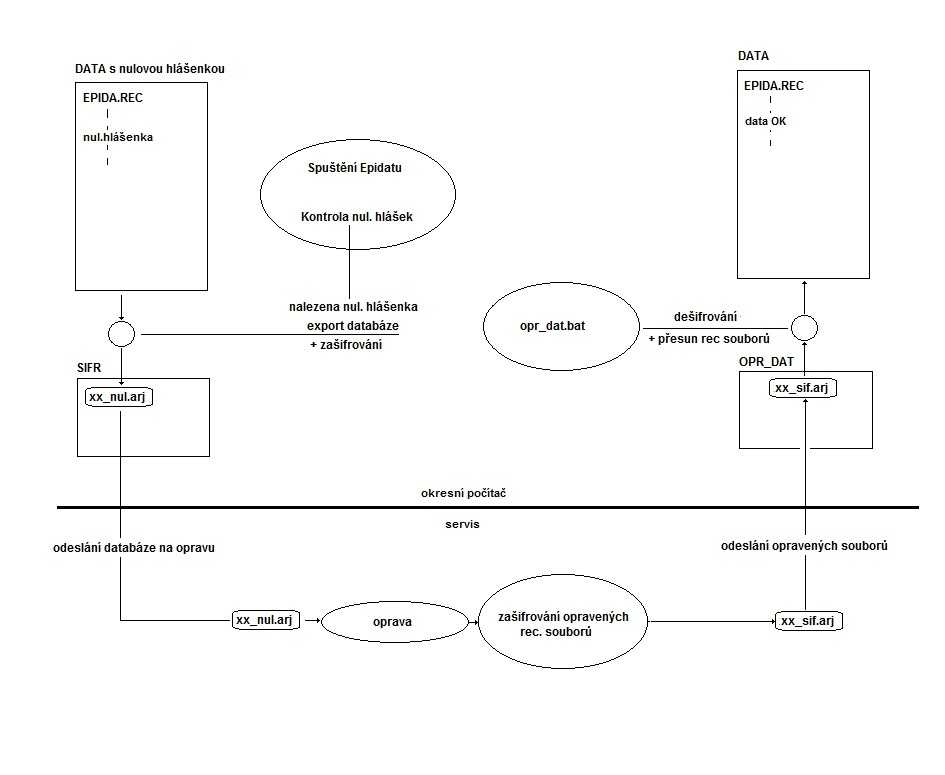 DATA s nulovou hlášenkou
EPIDA.REC
nul.hlášenka
Spuštění Epidatu
Kontrola nul. hlášek
nalezena nul. hlášenka
export databáze
+ zašifrování
SIFR
xx_nul.arj
DATA
EPIDA.REC
data OK
opr_dat.bat
dešifrování
+ přesun rec souborů
OPR_DAT
xx_sif.arj
okresní počítač
servis
odeslání databáze na opravu
odeslání opravených souborů
xx_nul.arj
oprava
zašifrování opravených
rec. souborů
xx_sif.arj